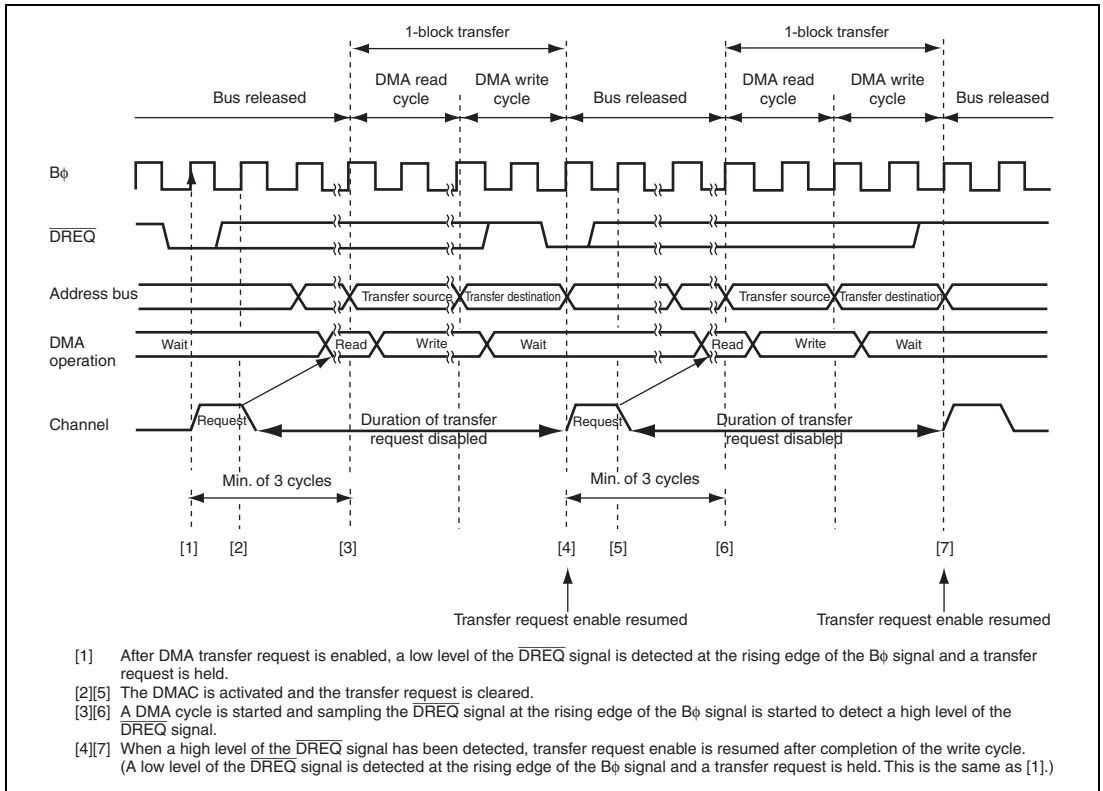 1-block transfer 1-block transfer
DMA read cycle DMA write cycle DMA read cycle DMA write cycle
Bus released Bus released Bus released
Bφ
DREQ
Address bus Transfer source Transfer destination Transfer source Transfer destination
DMA operation Wait Read Write Wait Read Write Wait
Channel Request Duration of transfer request disabled Request Duration of transfer request disabled
Min. of 3 cycles Min. of 3 cycles
[1] [2] [3] [4] [5] [6] [7]
Transfer request enable resumed Transfer request enable resumed
[1] After DMA transfer request is enabled, a low level of the DREQ signal is detected at the rising edge of the Bφ signal and a transfer
request is held.
[2][5] The DMAC is activated and the transfer request is cleared.
[3][6] A DMA cycle is started and sampling the DREQ signal at the rising edge of the Bφ signal is started to detect a high level of the
DREQ signal.
[4][7] When a high level of the DREQ signal has been detected, transfer request enable is resumed after completion of the write cycle.
(A low level of the DREQ signal is detected at the rising edge of the Bφ signal and a transfer request is held. This is the same as [1].)